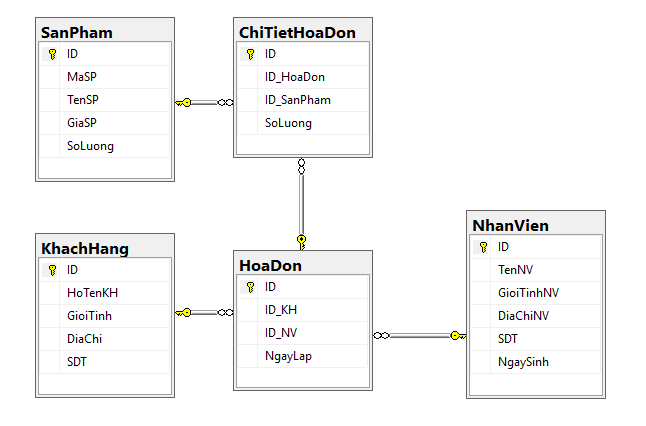 SanPham
ID
MaSP
TenSP
GiaSP
SoLuong
ChiTietHoaDon
ID
ID_HoaDon
ID_SanPham
SoLuong
KhachHang
ID
HoTenKH
GioiTinh
DiaChi
SDT
HoaDon
ID
ID_KH
ID_NV
NgayLap
NhanVien
ID
TenNV
GioiTinhNV
DiaChiNV
SDT
NgaySinh